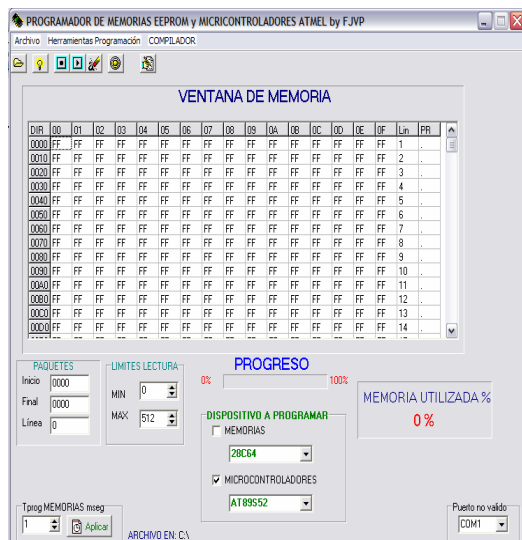 PROGRAMADOR DE MEMORIAS EEPROM y MICRICONTROLADORES ATMEL by FJVP
Archivo Herramientas Programación COMPILADOR
VENTANA DE MEMORIA
DIR 00 01 02 03 04 05 06 07 08 09 0A 0B 0C 0D 0E 0F Lin PR
0000 FF FF FF FF FF FF FF FF FF FF FF FF FF FF FF FF 1 .
0010 FF FF FF FF FF FF FF FF FF FF FF FF FF FF FF FF 2 .
0020 FF FF FF FF FF FF FF FF FF FF FF FF FF FF FF FF 3 .
0030 FF FF FF FF FF FF FF FF FF FF FF FF FF FF FF FF 4 .
0040 FF FF FF FF FF FF FF FF FF FF FF FF FF FF FF FF 5 .
0050 FF FF FF FF FF FF FF FF FF FF FF FF FF FF FF FF 6 .
0060 FF FF FF FF FF FF FF FF FF FF FF FF FF FF FF FF 7 .
0070 FF FF FF FF FF FF FF FF FF FF FF FF FF FF FF FF 8 .
0080 FF FF FF FF FF FF FF FF FF FF FF FF FF FF FF FF 9 .
0090 FF FF FF FF FF FF FF FF FF FF FF FF FF FF FF FF 10 .
00A0 FF FF FF FF FF FF FF FF FF FF FF FF FF FF FF FF 11 .
00B0 FF FF FF FF FF FF FF FF FF FF FF FF FF FF FF FF 12 .
00C0 FF FF FF FF FF FF FF FF FF FF FF FF FF FF FF FF 13 .
00D0 FF FF FF FF FF FF FF FF FF FF FF FF FF FF FF FF 14 .
PAQUETES
Inicio 0000
Final 0000
Línea 0
LIMITES LECTURA
MIN 0
MAX 512
PROGRESO
0% 100%
MEMORIA UTILIZADA %
0 %
DISPOSITIVO A PROGRAMAR
MEMORIAS
28C64
MICROCONTROLADORES
AT89S52
Tprog MEMORIAS mseg
1 Aplicar
ARCHIVO EN: C:\
Puerto no valido
COM1